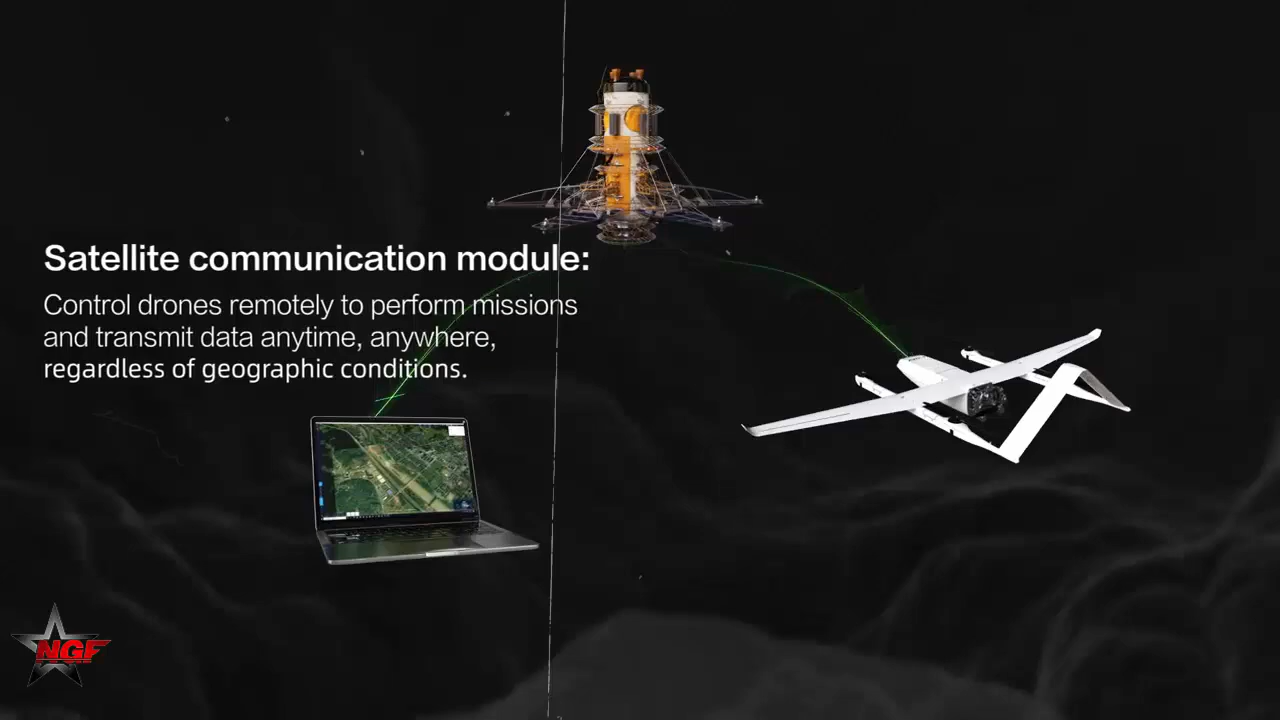 Satellite communication module:
Control drones remotely to perform missions
and transmit data anytime, anywhere,
regardless of geographic conditions.
NGF